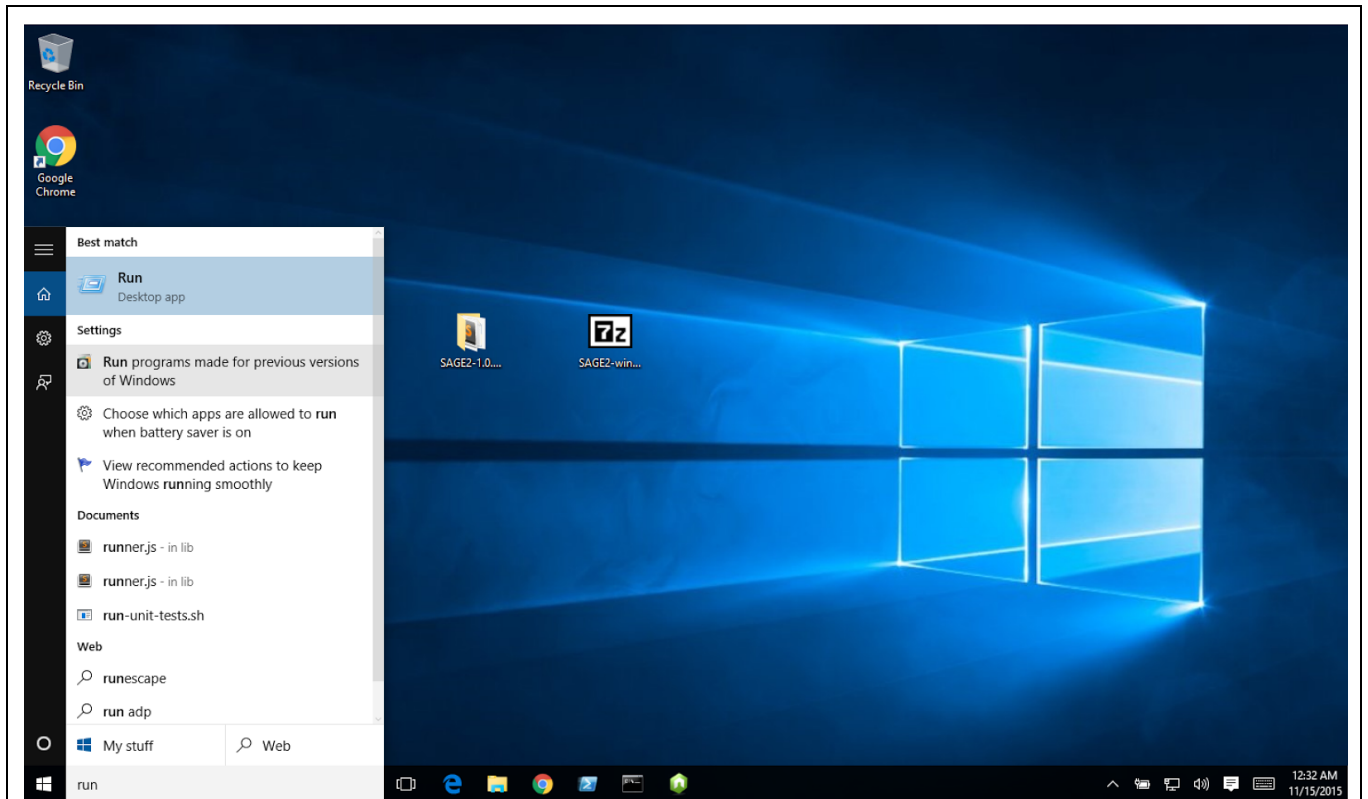 Recycle Bin
Google
Chrome
Best match
Run
Desktop app
Settings
Run programs made for previous versions
of Windows
Choose which apps are allowed to run
when battery saver is on
View recommended actions to keep
Windows running smoothly
Documents
runner.js - in lib
runner.js - in lib
run-unit-tests.sh
Web
runescape
run adp
My stuff
Web
run
SAGE2-1.0....
7z
SAGE2-win...
12:32 AM
11/15/2015